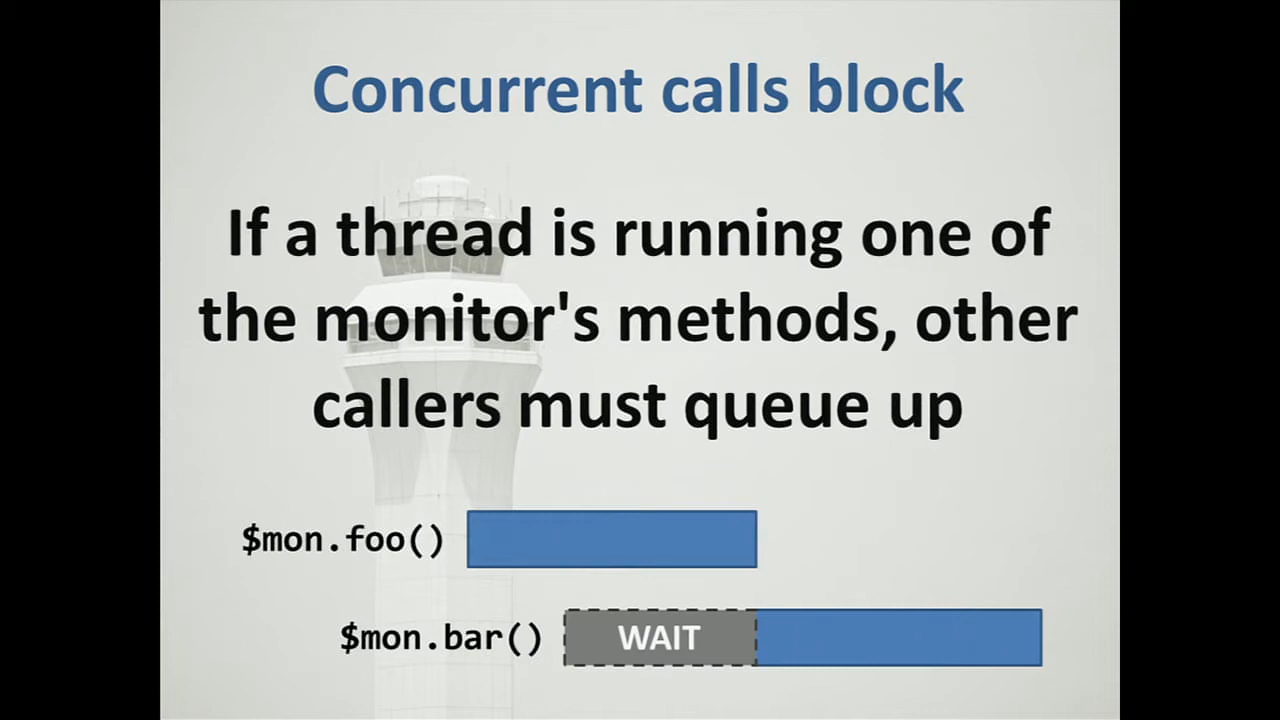 Concurrent calls block
If a thread is running one of
the monitor's methods, other
callers must queue up
$mon.foo()
$mon.bar() WAIT